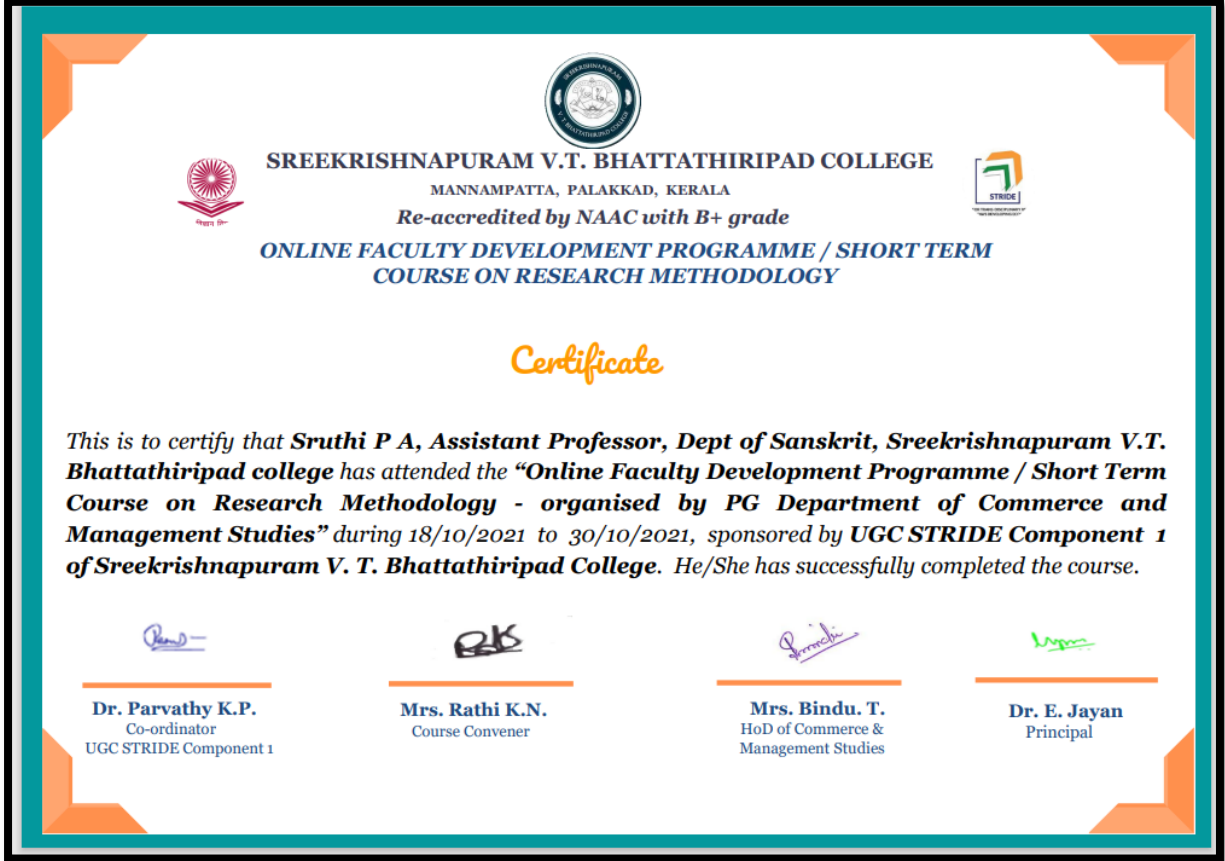 SREEKRISHNAPURAM
V.T. BHATTATHIRIPAD COLLEGE
SREEKRISHNAPURAM V.T. BHATTATHIRIPAD COLLEGE
MANNAMPATTA, PALAKKAD, KERALA
STRIDE
Re-accredited by NAAC with B+ grade
ONLINE FACULTY DEVELOPMENT PROGRAMME / SHORT TERM
COURSE ON RESEARCH METHODOLOGY
Certificate
This is to certify that Sruthi P A, Assistant Professor, Dept of Sanskrit, Sreekrishnapuram V.T.
Bhattathiripad college has attended the “Online Faculty Development Programme / Short Term
Course on Research Methodology - organised by PG Department of Commerce and
Management Studies” during 18/10/2021 to 30/10/2021, sponsored by UGC STRIDE Component 1
of Sreekrishnapuram V. T. Bhattathiripad College. He/She has successfully completed the course.
Dr. Parvathy K.P.
Co-ordinator
UGC STRIDE Component 1
Mrs. Rathi K.N.
Course Convener
Mrs. Bindu. T.
HoD of Commerce &
Management Studies
Dr. E. Jayan
Principal